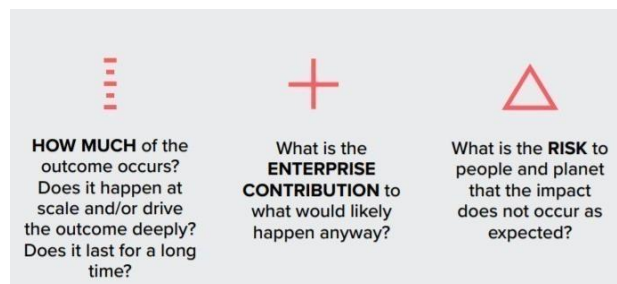 HOW MUCH of the
outcome occurs?
Does it happen at
scale and/or drive
the outcome deeply?
Does it last for a long
time?
What is the
ENTERPRISE
CONTRIBUTION to
what would likely
happen anyway?
What is the RISK to
people and planet
that the impact
does not occur as
expected?